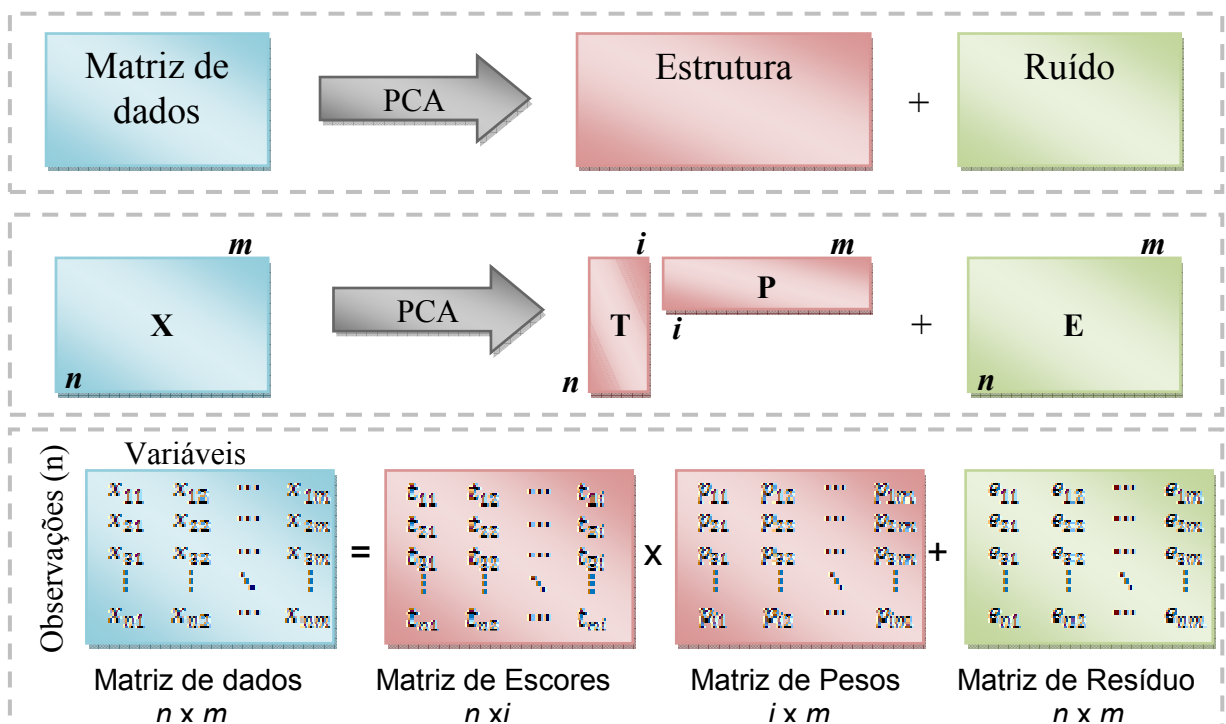 Matriz de
dados
PCA
Estrutura
+
Ruído
m
X
n
PCA
i
T
n
m
P
i
+
m
E
n
Observações (n)
Variáveis
x11 x12 ⋯ x1m
x21 x22 ⋯ x2m
x31 x32 ⋯ x3m
⋮ ⋮ ⋱ ⋮
xn1 xn2 ⋯ xnm
=
t11 t12 ⋯ t1i
t21 t22 ⋯ t2i
t31 t32 ⋯ t3i
⋮ ⋮ ⋱ ⋮
tn1 tn2 ⋯ tni
x
p11 p12 ⋯ p1m
p21 p22 ⋯ p2m
p31 p32 ⋯ p3m
⋮ ⋮ ⋱ ⋮
pi1 pi2 ⋯ pim
+
e11 e12 ⋯ e1m
e21 e22 ⋯ e2m
e31 e32 ⋯ e3m
⋮ ⋮ ⋱ ⋮
en1 en2 ⋯ enm
Matriz de dados
n x m
Matriz de Escores
n xi
Matriz de Pesos
i x m
Matriz de Resíduo
n x m